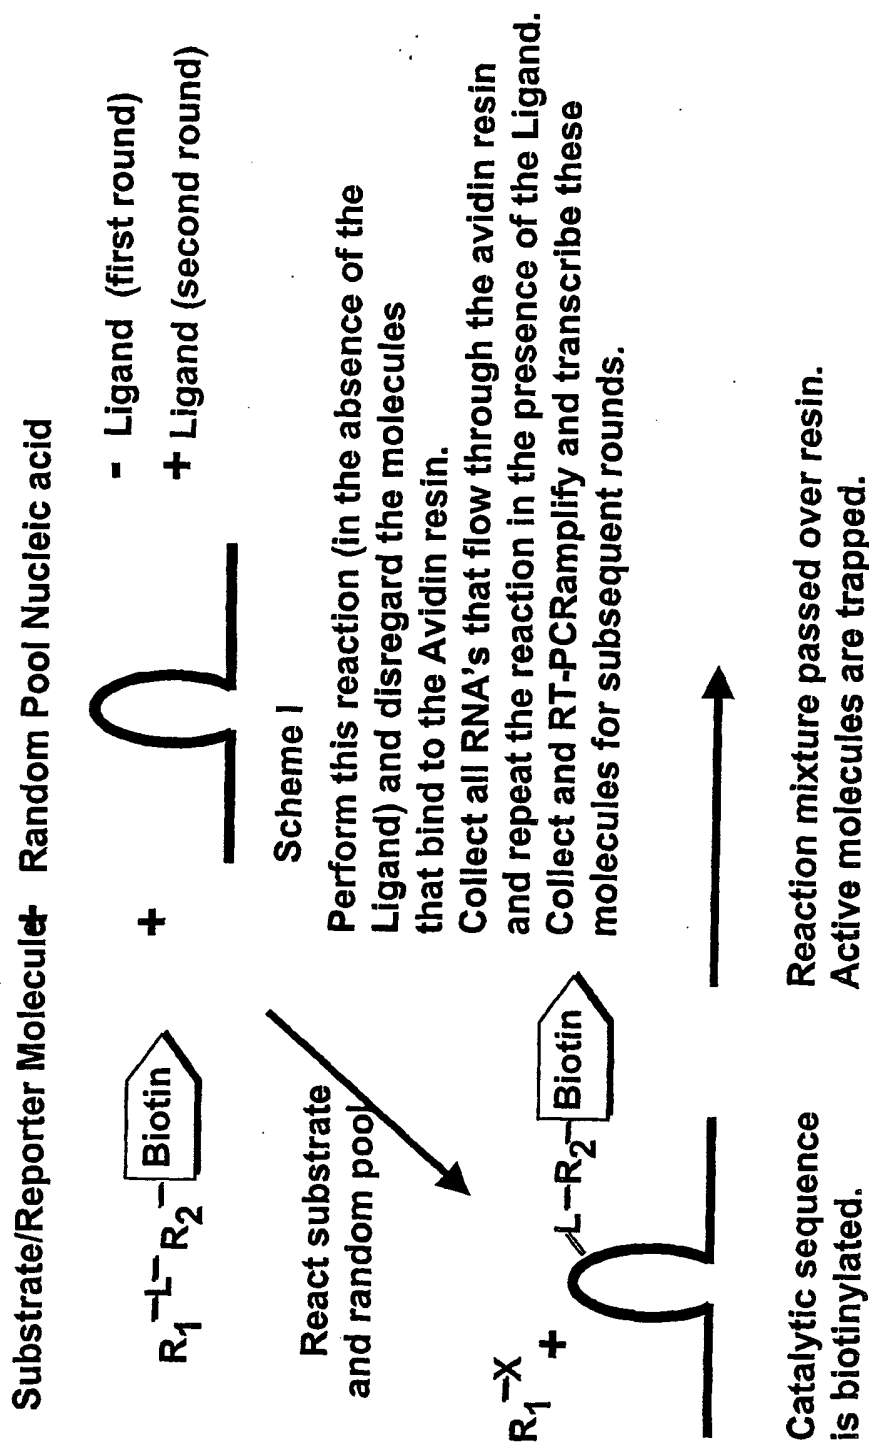 Substrate/Reporter Molecule + Random Pool Nucleic acid
R1-L-R2-Biotin
+
- Ligand (first round)
+ Ligand (second round)
Scheme I
React substrate
and random pool
Perform this reaction (in the absence of the
Ligand) and disregard the molecules
that bind to the Avidin resin.
Collect all RNA's that flow through the avidin resin
and repeat the reaction in the presence of the Ligand.
Collect and RT-PCRamplify and transcribe these
molecules for subsequent rounds.
R1-X
+
L-R2-Biotin
Catalytic sequence
is biotinylated.
Reaction mixture passed over resin.
Active molecules are trapped.